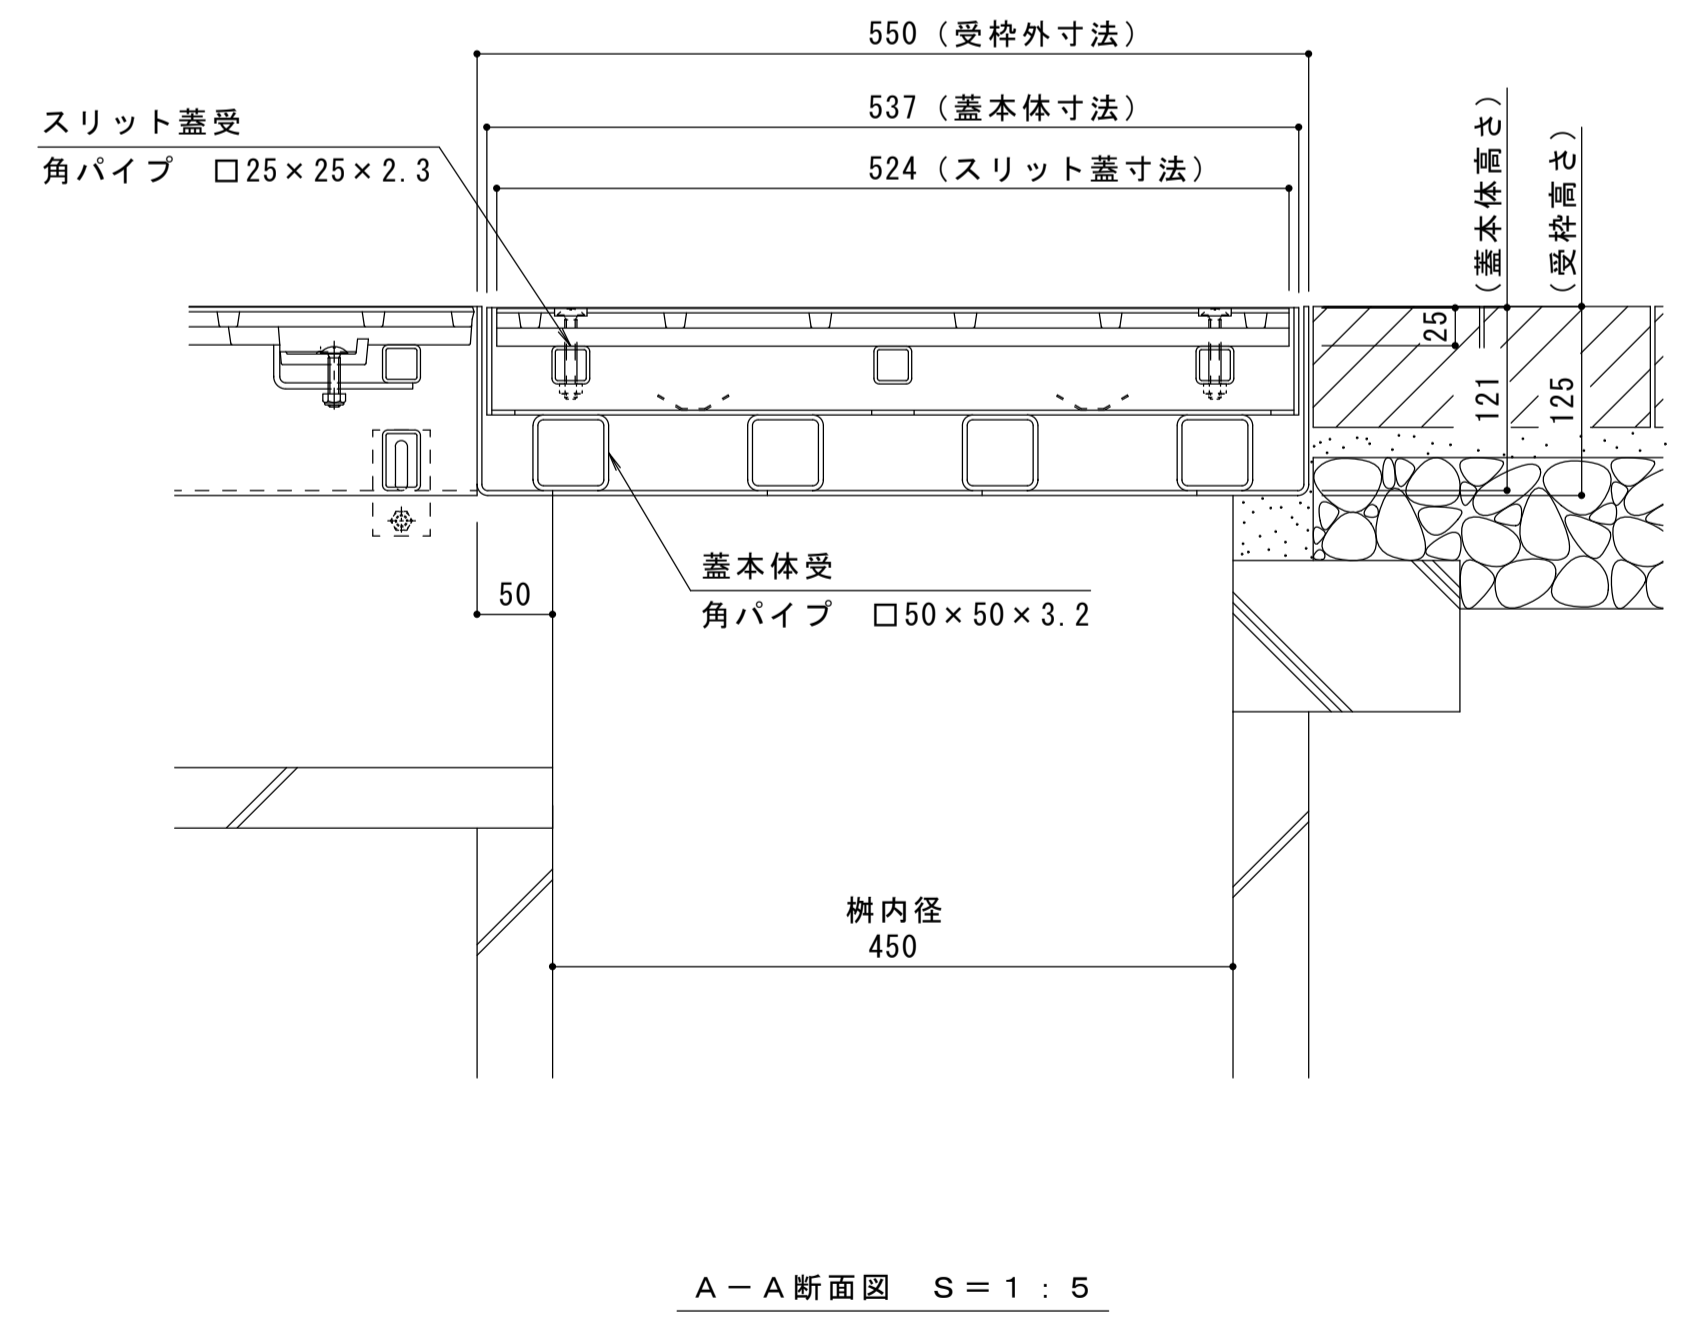 550（受枠外寸法）
537（蓋本体寸法）
524（スリット蓋寸法）
スリット蓋受
角パイプ　□25×25×2.3
（蓋本体高さ）
（受枠高さ）
25
121
125
50
蓋本体受
角パイプ　□50×50×3.2
桝内径
450
Ａ－Ａ断面図　Ｓ＝１：５